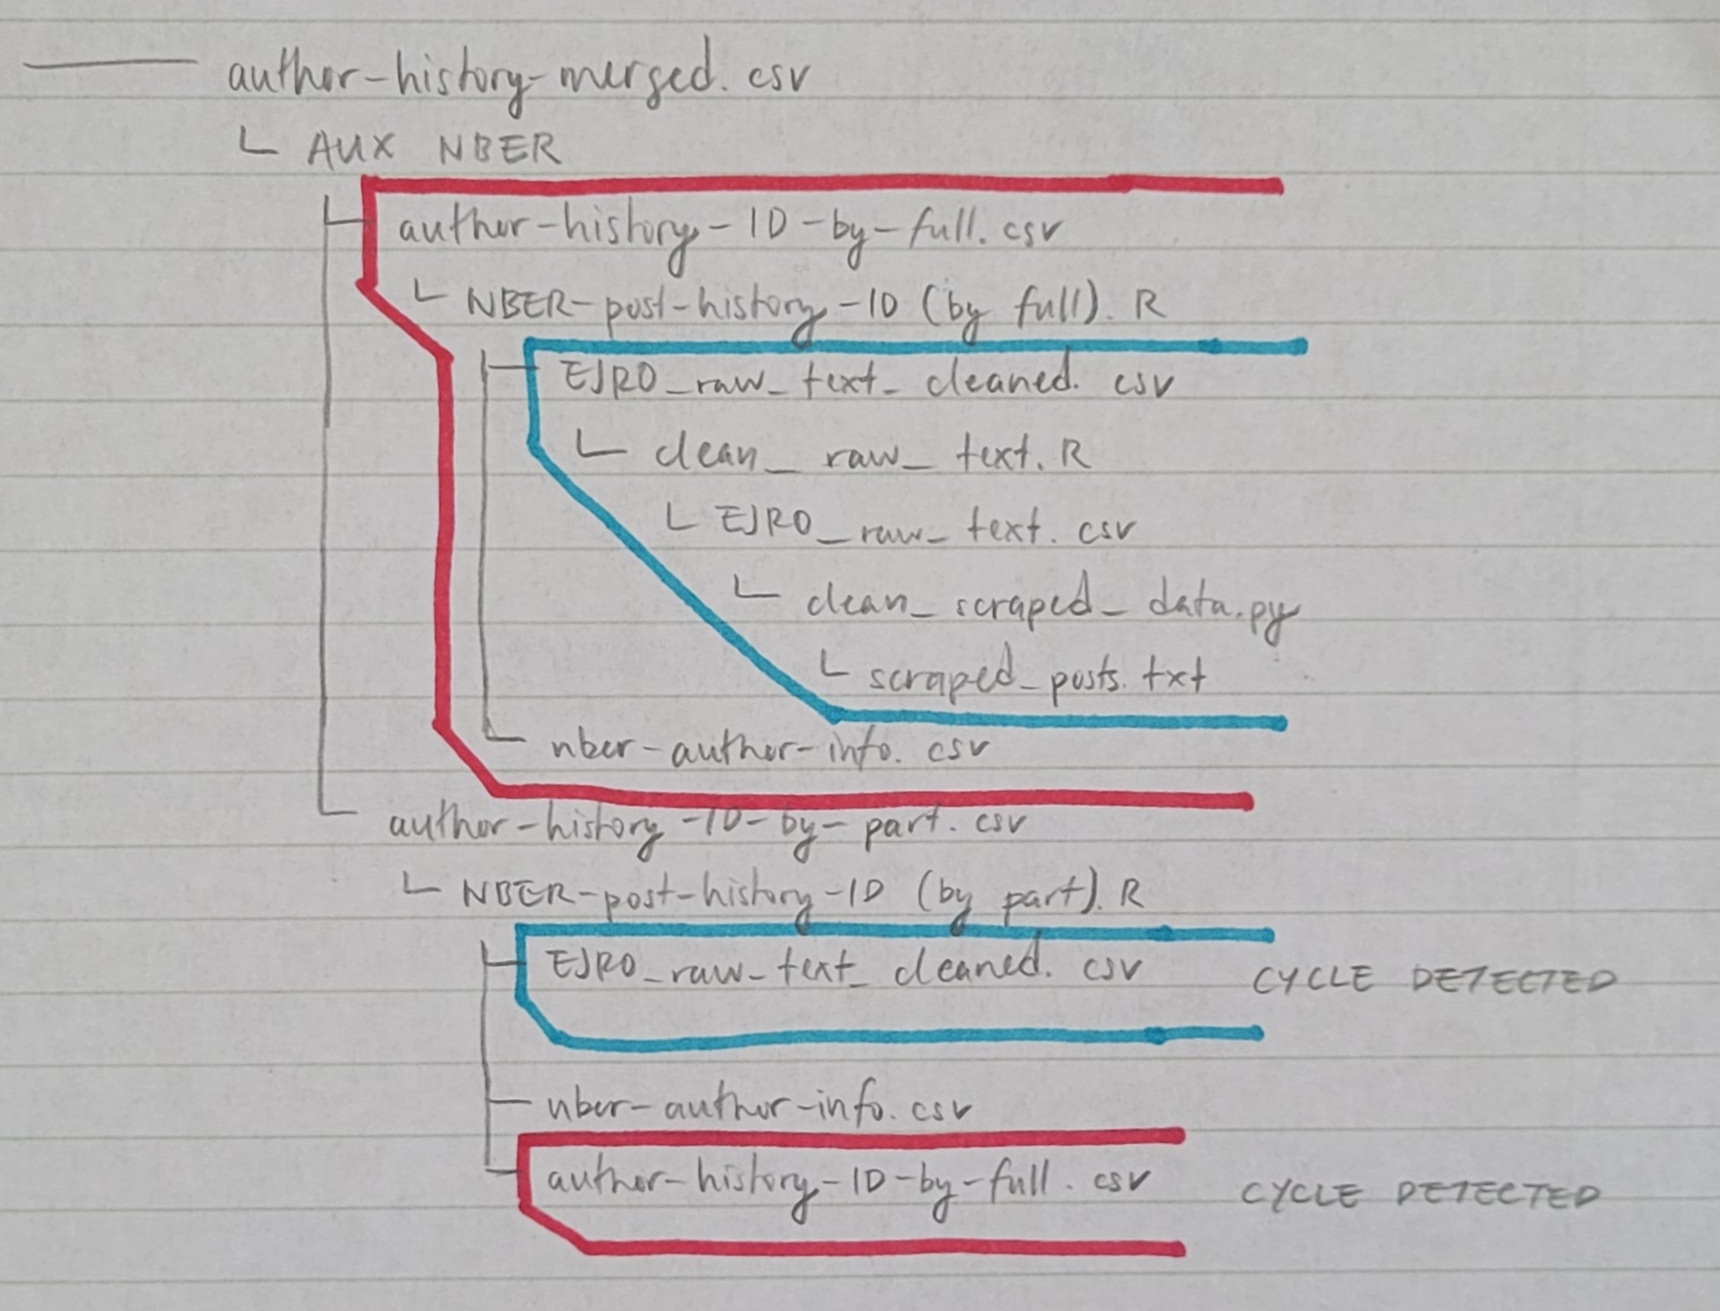 author-history-merged.csv
AUX NBER
author-history-ID-by-full.csv
NBER-post-history-ID (by full).R
EJRO_raw_text_cleaned.csv
clean_raw_text.R
EJRO_raw_text.csv
clean_scraped_data.py
scraped_posts.txt
nber-author-info.csv
author-history-ID-by-part.csv
NBER-post-history-ID (by part).R
EJRO_raw_text_cleaned.csv CYCLE DETECTED
nber-author-info.csv
author-history-ID-by-full.csv CYCLE DETECTED